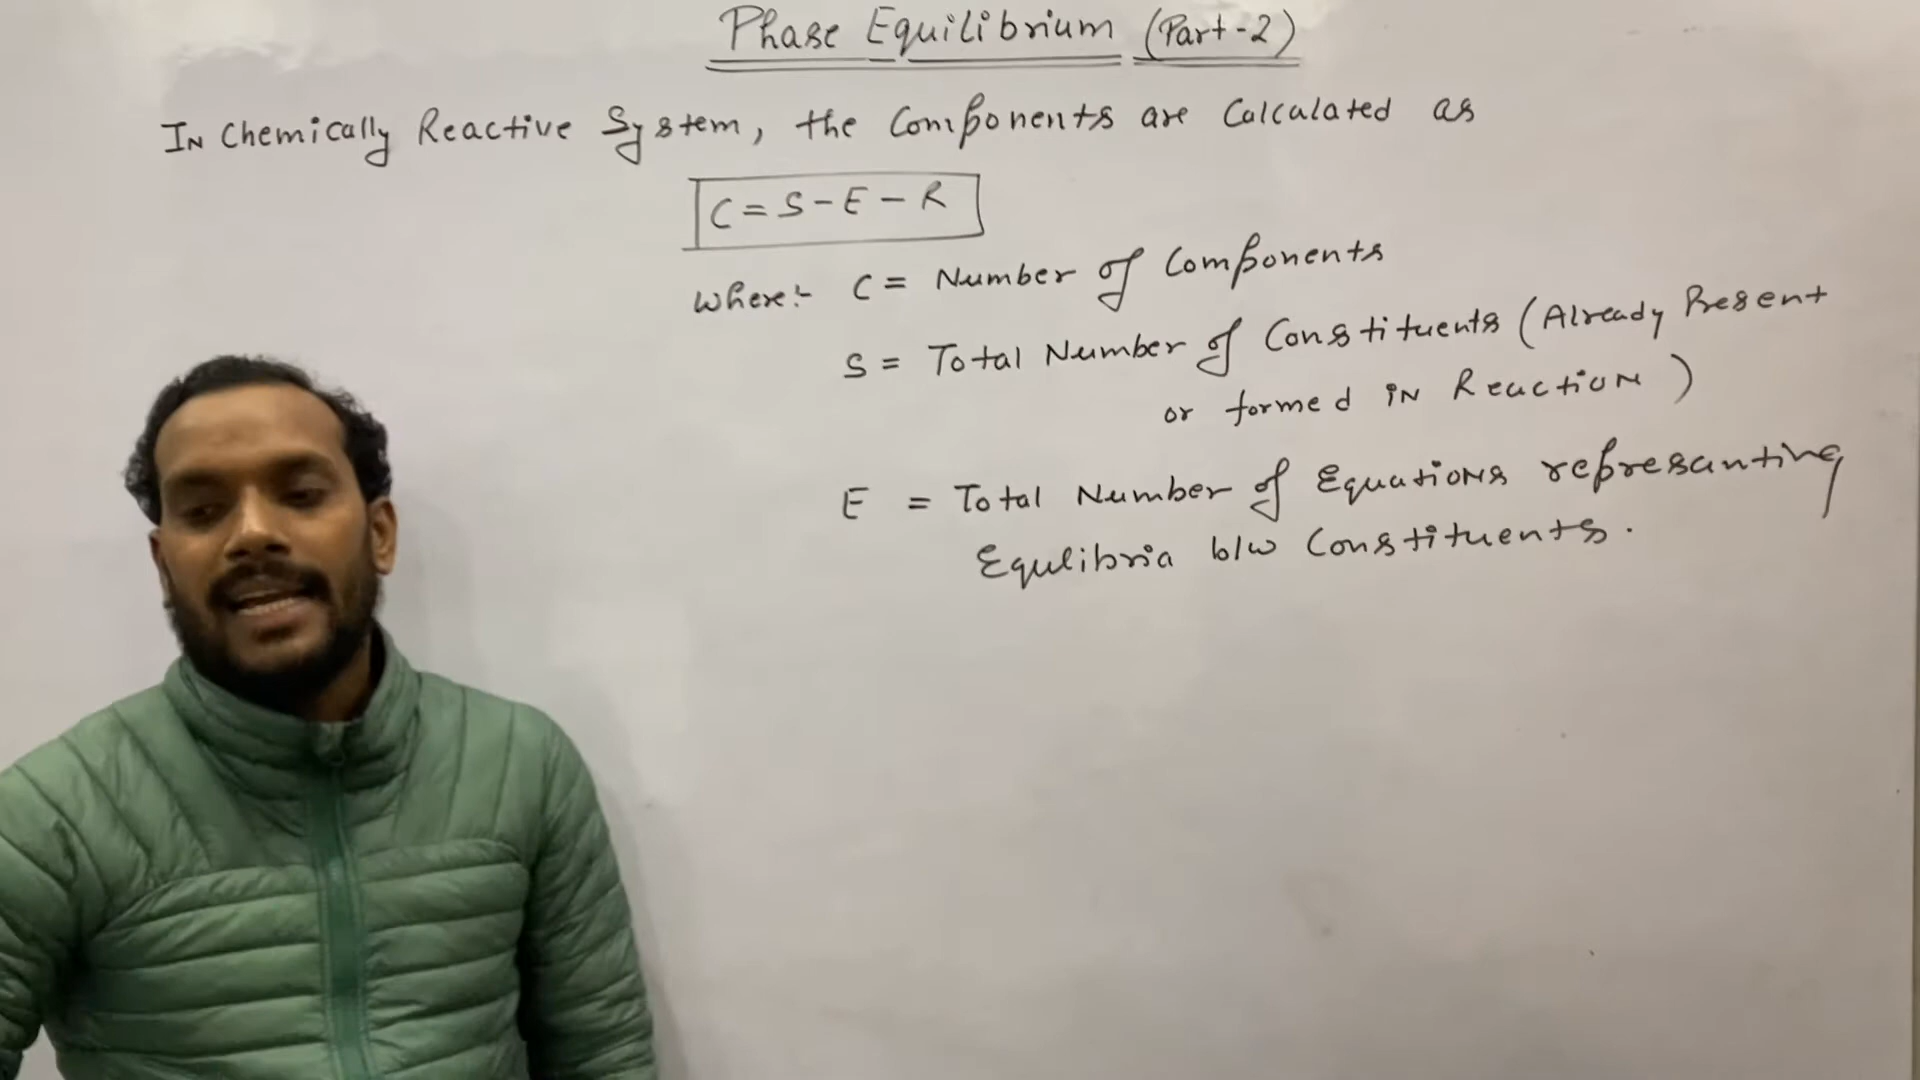 Phase Equilibrium (Part-2)
In Chemically Reactive System, the Components are Calculated as
C = S - E - R
Where:- C = Number of Components
S = Total Number of Constituents (Already Present
or formed in Reaction)
E = Total Number of Equations represanting
Equlibria b/w Constituents.